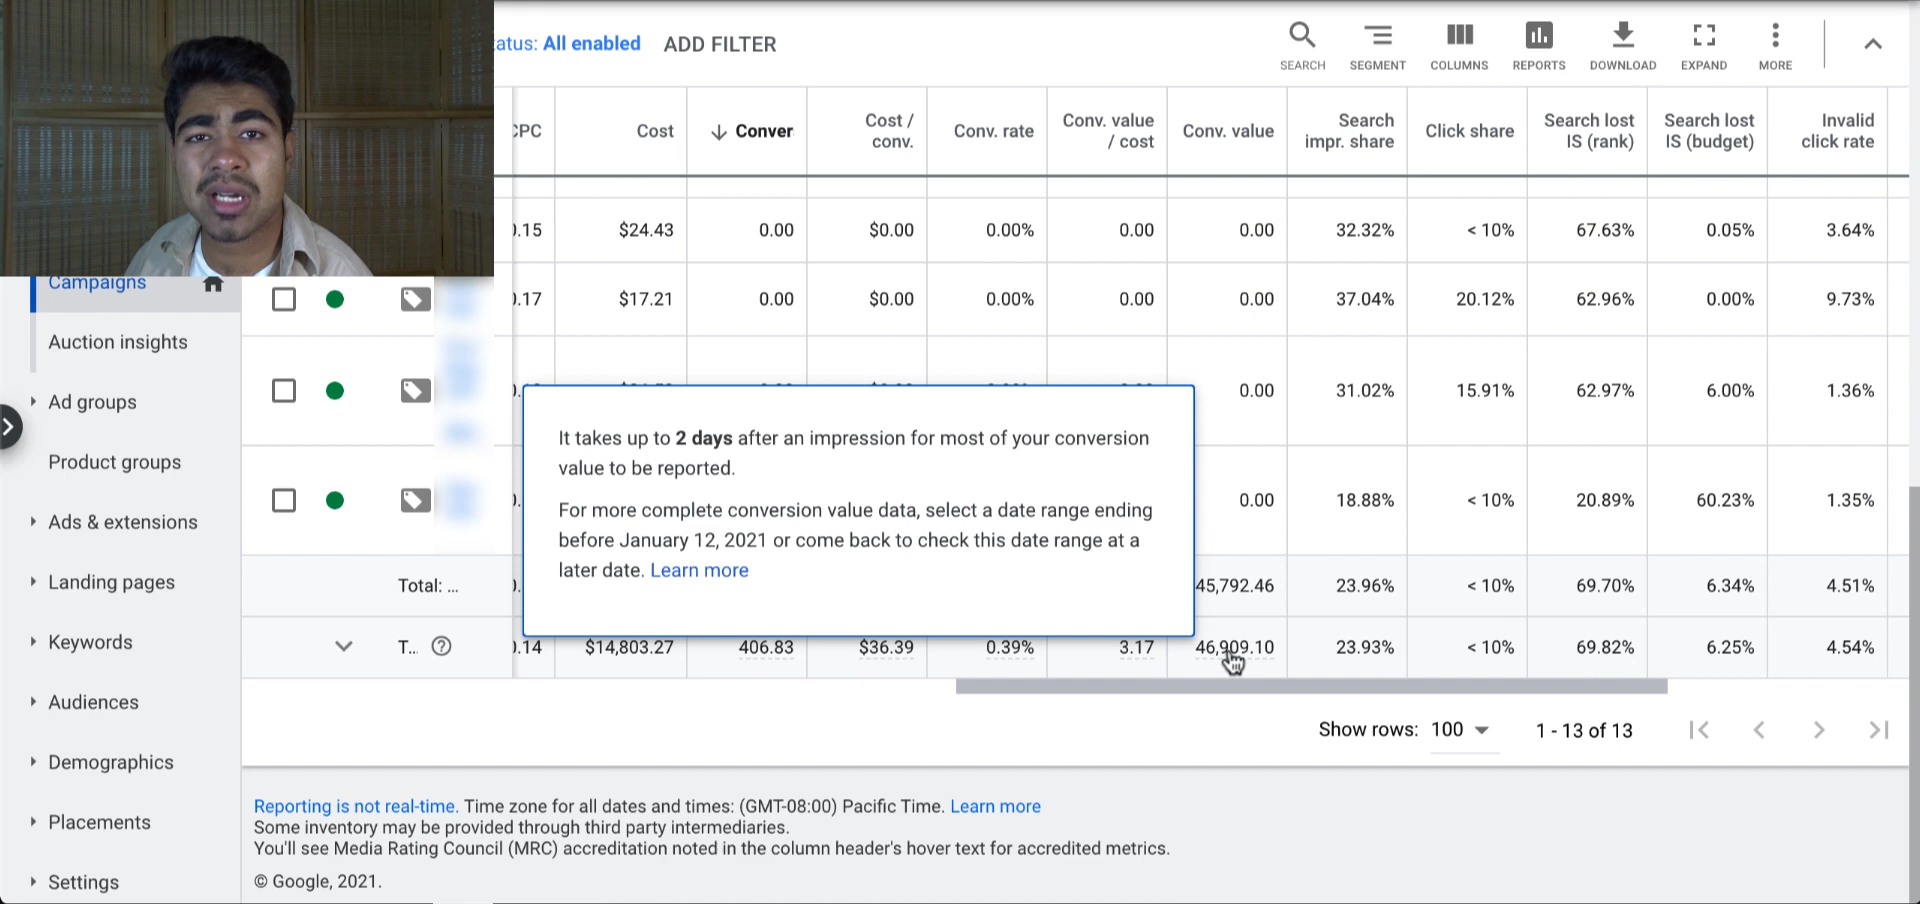 atus: All enabled ADD FILTER
SEARCH SEGMENT COLUMNS REPORTS DOWNLOAD EXPAND MORE
CPC Cost Conver Cost / conv. Conv. rate Conv. value / cost Conv. value Search impr. share Click share Search lost IS (rank) Search lost IS (budget) Invalid click rate
0.15 $24.43 0.00 $0.00 0.00% 0.00 0.00 32.32% < 10% 67.63% 0.05% 3.64%
0.17 $17.21 0.00 $0.00 0.00% 0.00 0.00 37.04% 20.12% 62.96% 0.00% 9.73%
0.00 31.02% 15.91% 62.97% 6.00% 1.36%
0.00 18.88% < 10% 20.89% 60.23% 1.35%
Total: ... 45,792.46 23.96% < 10% 69.70% 6.34% 4.51%
T... 0.14 $14,803.27 406.83 $36.39 0.39% 3.17 46,909.10 23.93% < 10% 69.82% 6.25% 4.54%
It takes up to 2 days after an impression for most of your conversion
value to be reported.
For more complete conversion value data, select a date range ending
before January 12, 2021 or come back to check this date range at a
later date. Learn more
Campaigns
Auction insights
Ad groups
Product groups
Ads & extensions
Landing pages
Keywords
Audiences
Demographics
Placements
Settings
Show rows: 100 1 - 13 of 13
Reporting is not real-time. Time zone for all dates and times: (GMT-08:00) Pacific Time. Learn more
Some inventory may be provided through third party intermediaries.
You'll see Media Rating Council (MRC) accreditation noted in the column header's hover text for accredited metrics.
© Google, 2021.